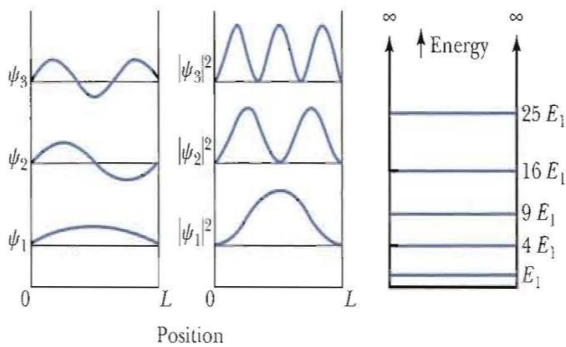 ∞ ∞
ψ₃ |ψ₃|² Energy
25 E₁
ψ₂ |ψ₂|² 16 E₁
9 E₁
ψ₁ |ψ₁|² 4 E₁
E₁
0 L 0 L
Position